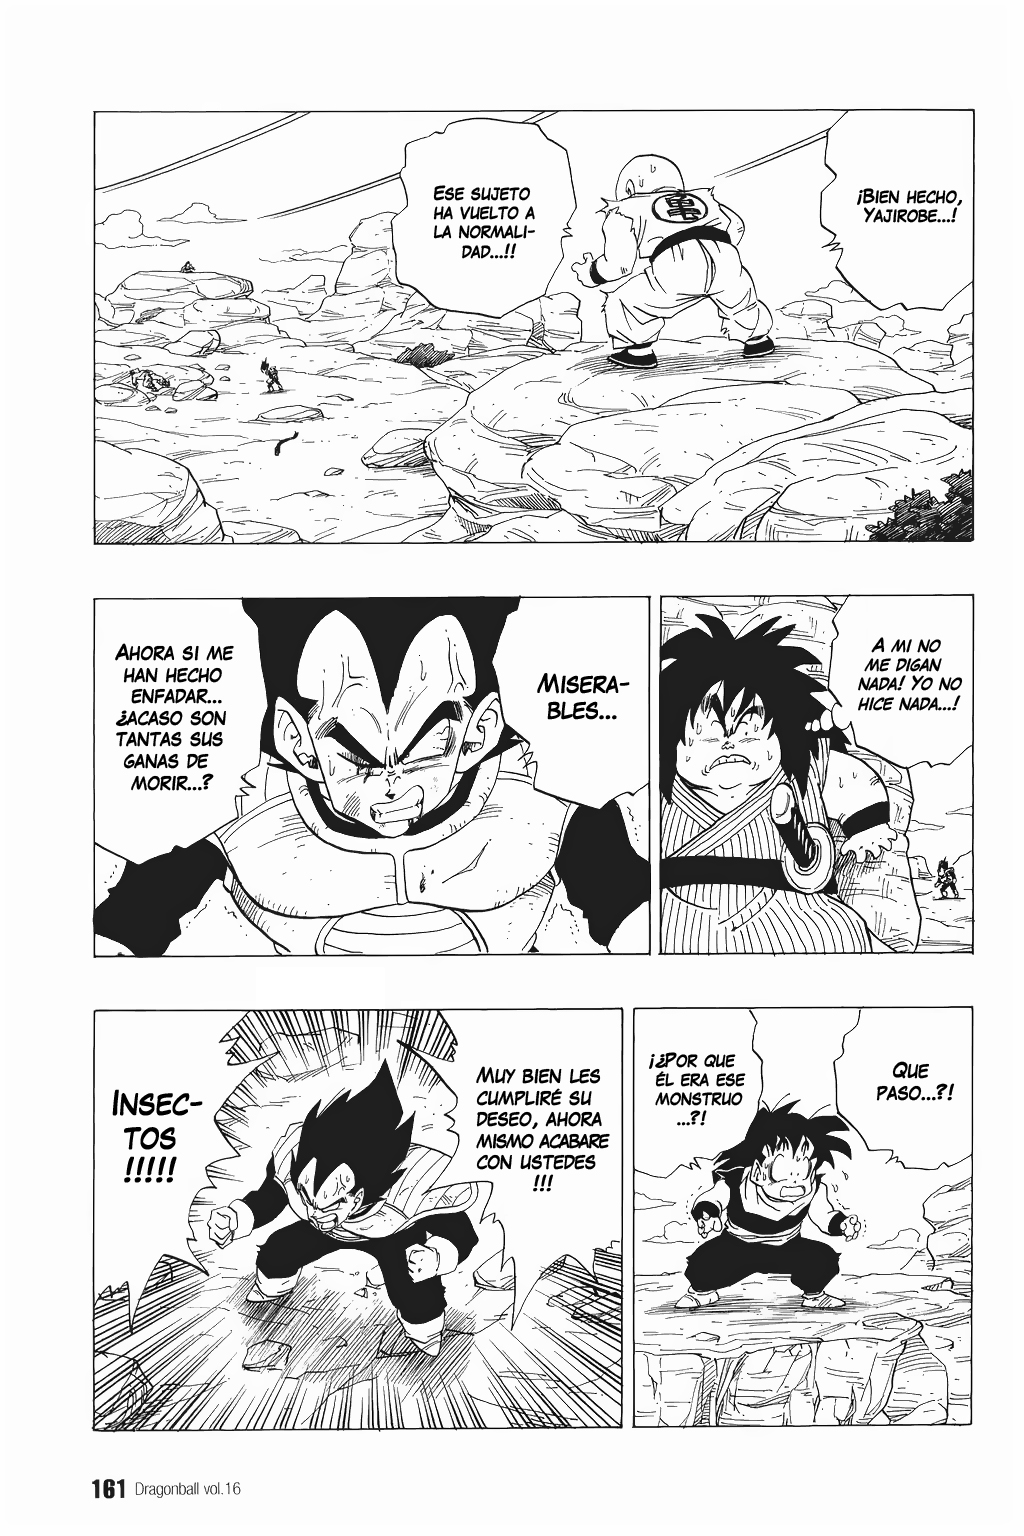 ¡BIEN HECHO,
YAJIROBE...!
ESE SUJETO
HA VUELTO A
LA NORMALI-
DAD...!!
A MI NO
ME DIGAN
NADA! YO NO
HICE NADA...!
MISERA-
BLES...
AHORA SI ME
HAN HECHO
ENFADAR...
¿ACASO SON
TANTAS SUS
GANAS DE
MORIR...?
QUE
PASO...?!
¡¿POR QUE
ÉL ERA ESE
MONSTRUO
...?!
MUY BIEN LES
CUMPLIRÉ SU
DESEO, AHORA
MISMO ACABARE
CON USTEDES
!!!
INSEC-
TOS
!!!!!
161 Dragonball vol.16